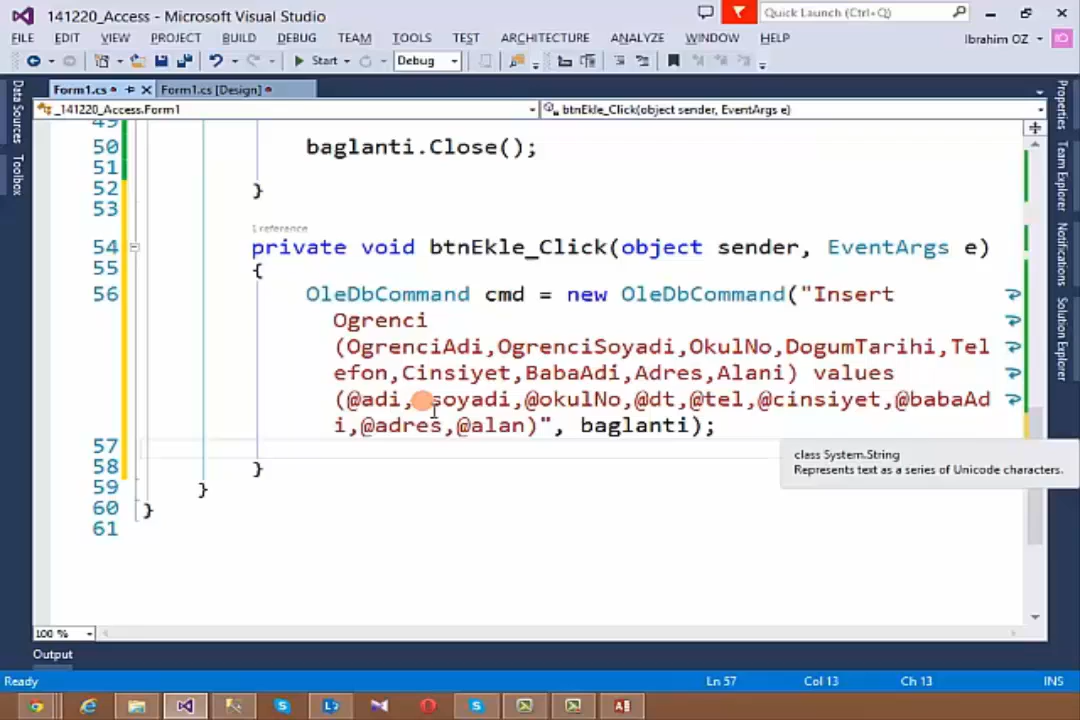 141220_Access - Microsoft Visual Studio
Quick Launch (Ctrl+Q)
FILE EDIT VIEW PROJECT BUILD DEBUG TEAM TOOLS TEST ARCHITECTURE ANALYZE WINDOW HELP
Ibrahim OZ
Start
Debug
Form1.cs
Form1.cs [Design]
_141220_Access.Form1
btnEkle_Click(object sender, EventArgs e)
Data Sources
Toolbox
Properties
Team Explorer
Notifications
Solution Explorer
49
50 baglanti.Close();
51
52 }
53
1 reference
54 private void btnEkle_Click(object sender, EventArgs e)
55 {
56 OleDbCommand cmd = new OleDbCommand("Insert
Ogrenci
(OgrenciAdi,OgrenciSoyadi,OkulNo,DogumTarihi,Tel
efon,Cinsiyet,BabaAdi,Adres,Alani) values
(@adi,@soyadi,@okulNo,@dt,@tel,@cinsiyet,@babaAd
i,@adres,@alan)", baglanti);
57
58 }
59 }
60 }
61
class System.String
Represents text as a series of Unicode characters.
100 %
Output
Ready
Ln 57
Col 13
Ch 13
INS